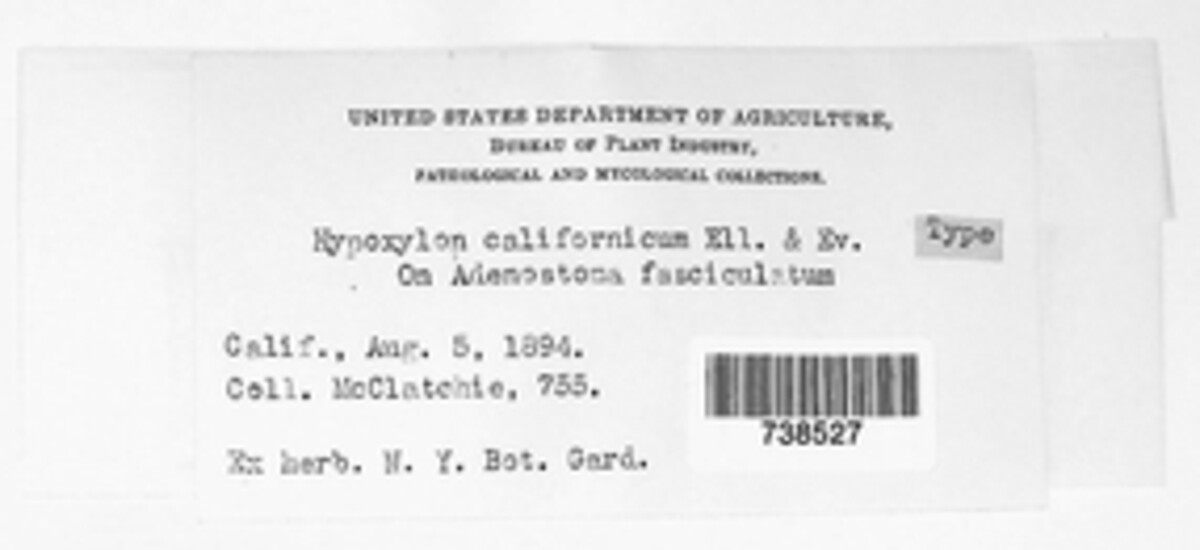 UNITED STATES DEPARTMENT OF AGRICULTURE,
BUREAU OF PLANT INDUSTRY,
PATHOLOGICAL AND MYCOLOGICAL COLLECTIONS.
Hypoxylon californicum Ell. & Ev.
Type
On Adenostoma fasciculatum
Calif., Aug. 5, 1894.
Coll. McClatchie, 755.
738527
Ex herb. N. Y. Bot. Gard.